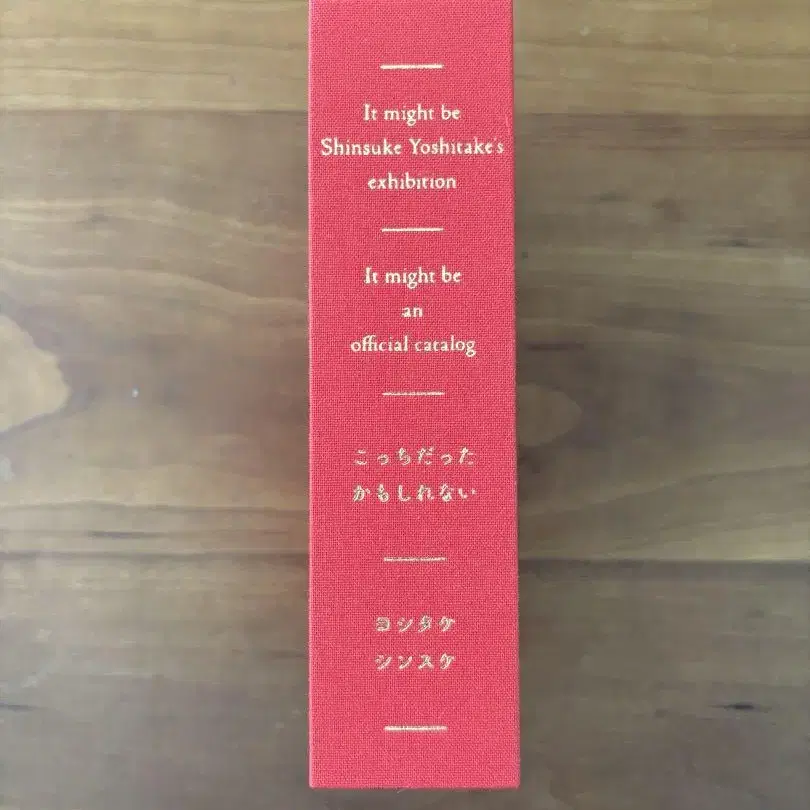 It might be
Shinsuke Yoshitake's
exhibition
It might be
an
official catalog
こっちだった
かもしれない
ヨシタケ
シンスケ